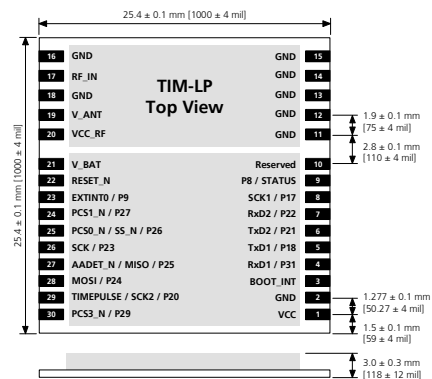 25.4 ± 0.1 mm [1000 ± 4 mil]
25.4 ± 0.1 mm [1000 ± 4 mil]
TIM-LP
Top View
16 GND GND 15
17 RF_IN GND 14
18 GND GND 13
19 V_ANT GND 12
20 VCC_RF GND 11
21 V_BAT Reserved 10
22 RESET_N P8 / STATUS 9
23 EXTINT0 / P9 SCK1 / P17 8
24 PCS1_N / P27 RxD2 / P22 7
25 PCS0_N / SS_N / P26 TxD2 / P21 6
26 SCK / P23 TxD1 / P18 5
27 AADET_N / MISO / P25 RxD1 / P31 4
28 MOSI / P24 BOOT_INT 3
29 TIMEPULSE / SCK2 / P20 GND 2
30 PCS3_N / P29 VCC 1
1.9 ± 0.1 mm
[75 ± 4 mil]
2.8 ± 0.1 mm
[110 ± 4 mil]
1.277 ± 0.1 mm
[50.27 ± 4 mil]
1.5 ± 0.1 mm
[59 ± 4 mil]
3.0 ± 0.3 mm
[118 ± 12 mil]